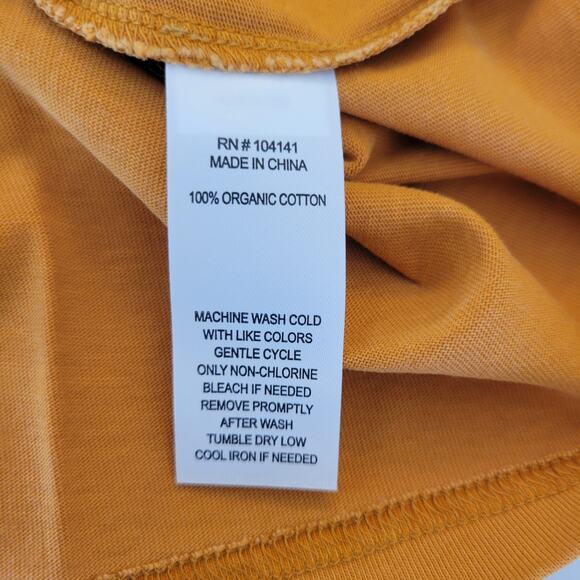 RN # 104141
MADE IN CHINA
100% ORGANIC COTTON
MACHINE WASH COLD
WITH LIKE COLORS
GENTLE CYCLE
ONLY NON-CHLORINE
BLEACH IF NEEDED
REMOVE PROMPTLY
AFTER WASH
TUMBLE DRY LOW
COOL IRON IF NEEDED